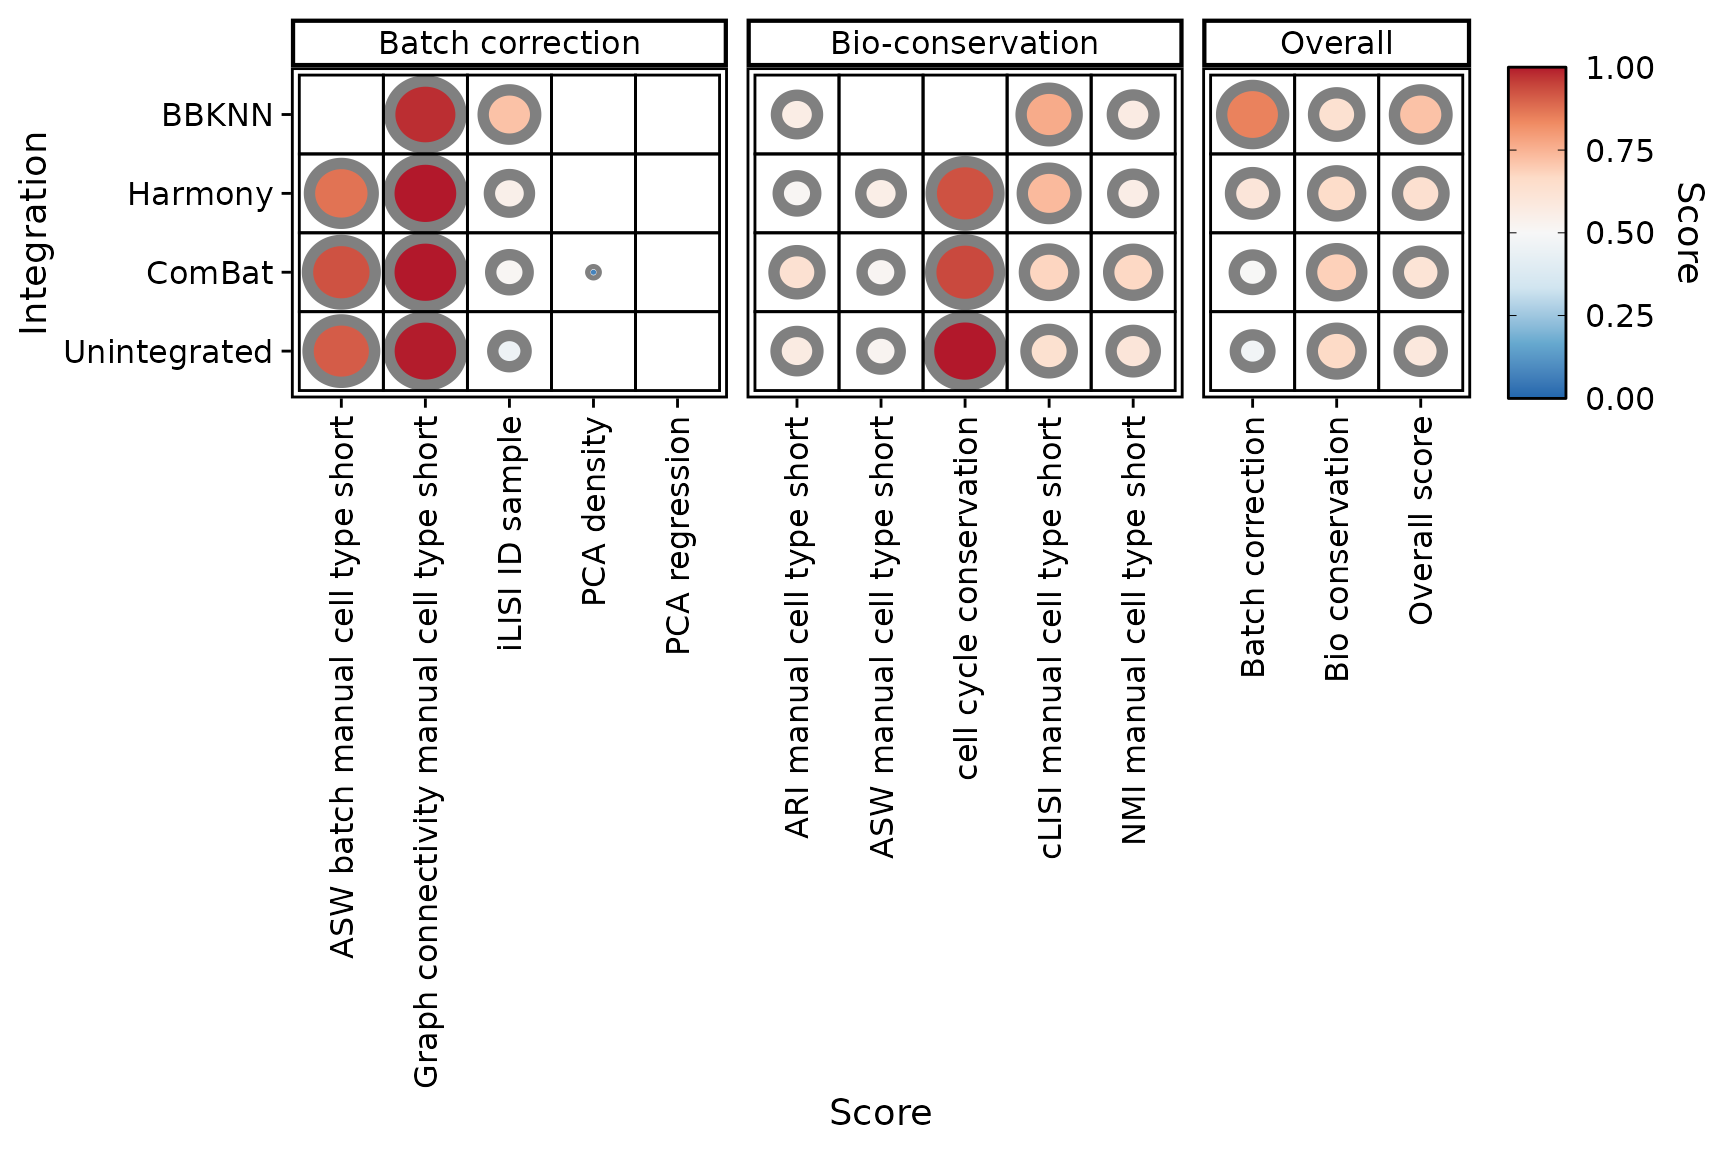 Batch correction
Bio-conservation
Overall
Integration
BBKNN
Harmony
ComBat
Unintegrated
ASW batch manual cell type short
Graph connectivity manual cell type short
iLISI ID sample
PCA density
PCA regression
ARI manual cell type short
ASW manual cell type short
cell cycle conservation
cLISI manual cell type short
NMI manual cell type short
Batch correction
Bio conservation
Overall score
Score
1.00
0.75
0.50
0.25
0.00
Score